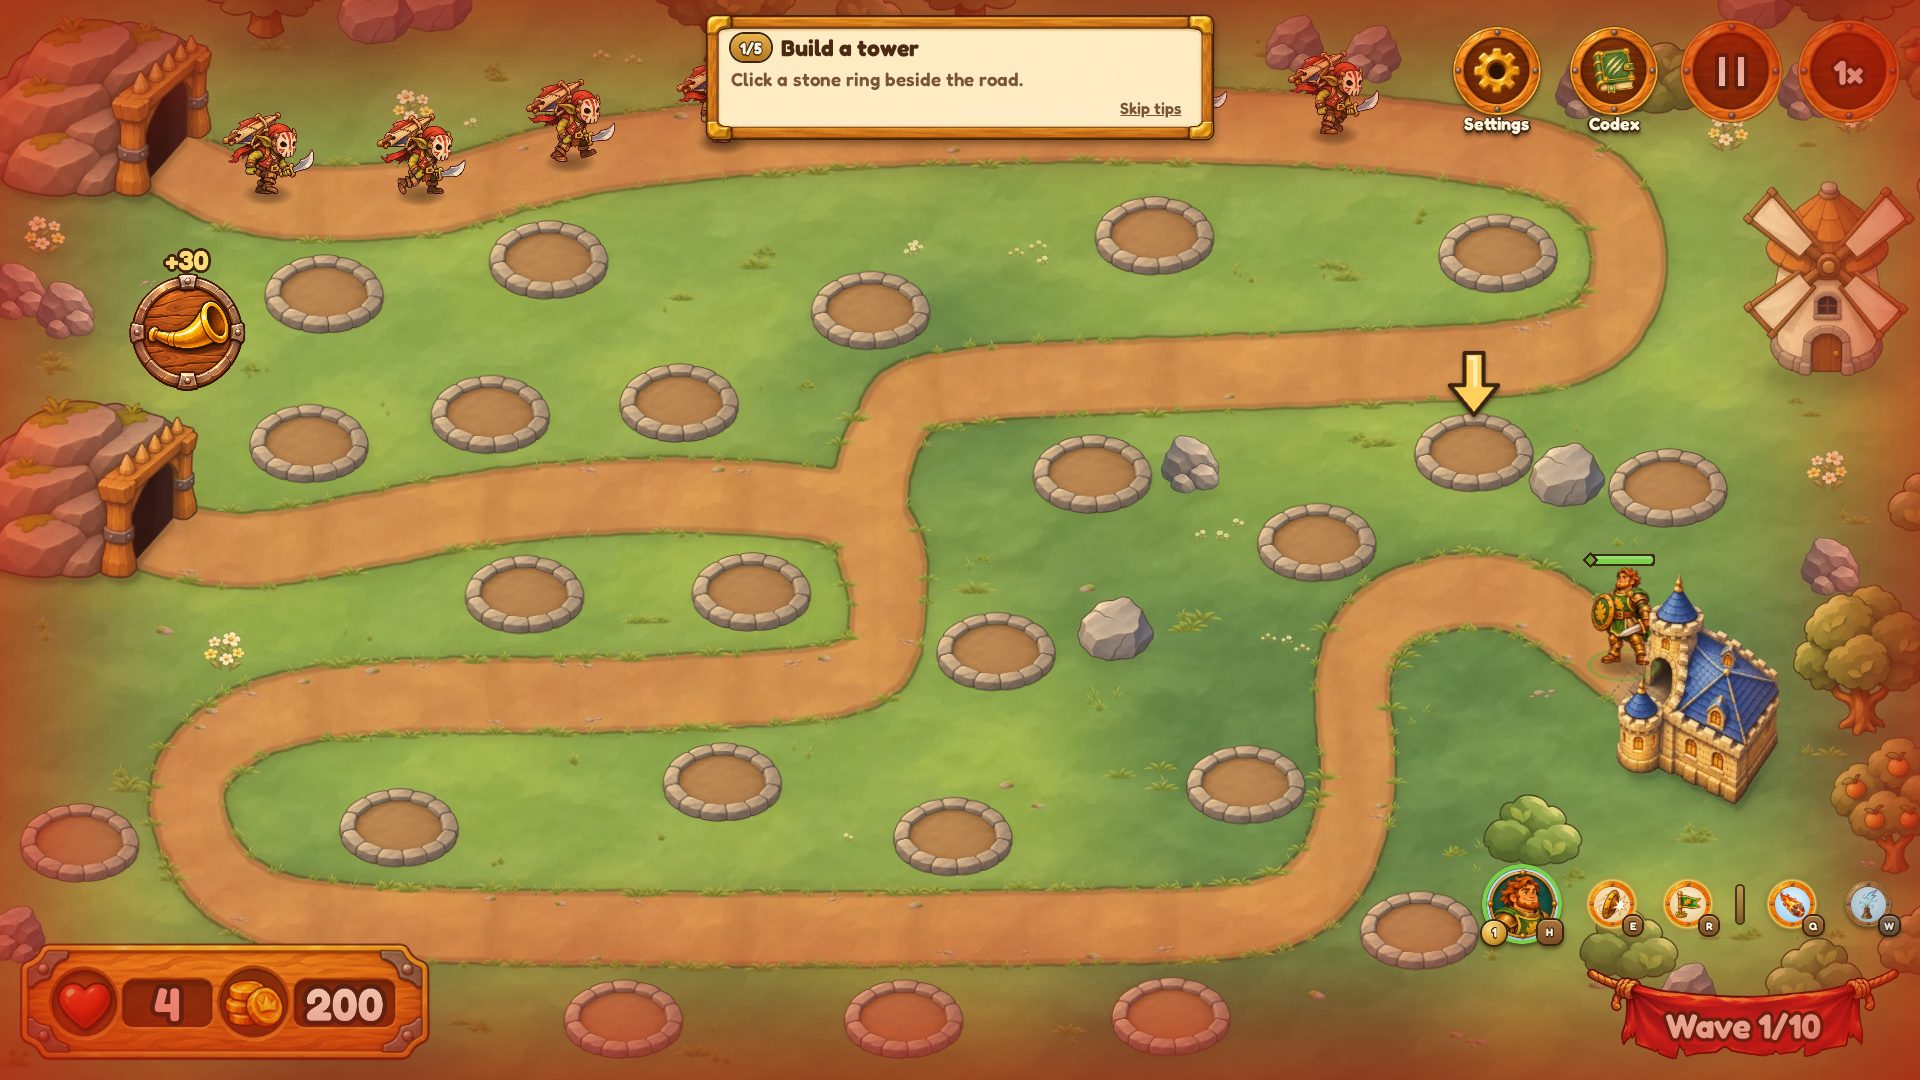 1/5 Build a tower
Click a stone ring beside the road.
Skip tips
Settings
Codex
1x
+30
1
H
E
R
Q
W
4
200
Wave 1/10